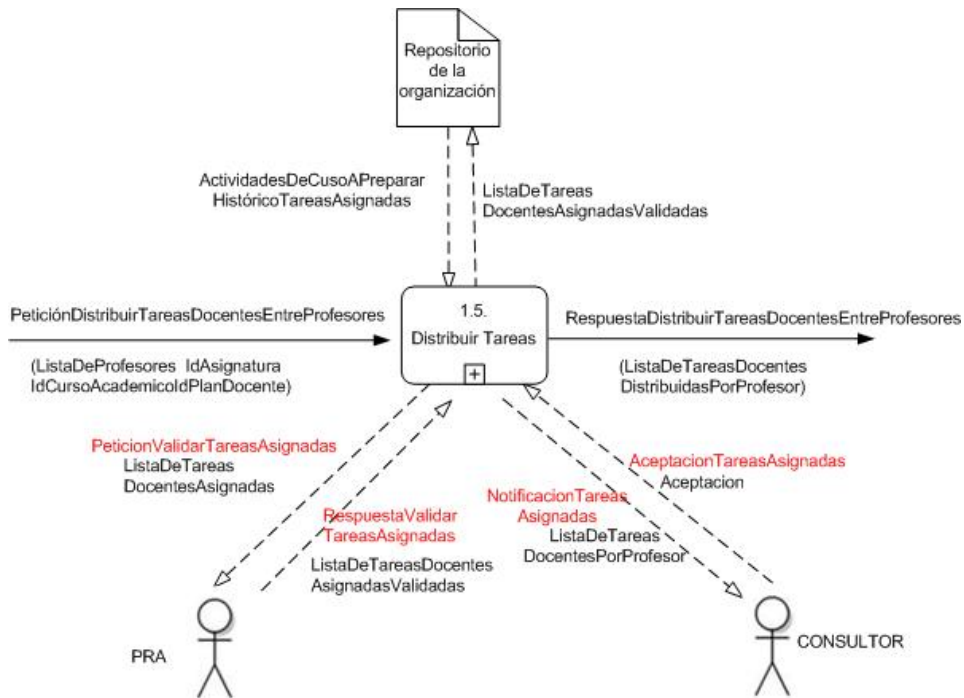 Repositorio
de la
organización
ActividadesDeCusoAPreparar
HistóricoTareasAsignadas
ListaDeTareas
DocentesAsignadasValidadas
PeticiónDistribuirTareasDocentesEntreProfesores
(ListaDeProfesores IdAsignatura
IdCursoAcademicoIdPlanDocente)
1.5.
Distribuir Tareas
+
RespuestaDistribuirTareasDocentesEntreProfesores
(ListaDeTareasDocentes
DistribuidasPorProfesor)
PeticionValidarTareasAsignadas
ListaDeTareas
DocentesAsignadas
RespuestaValidar
TareasAsignadas
ListaDeTareasDocentes
AsignadasValidadas
NotificacionTareas
Asignadas
ListaDeTareas
DocentesPorProfesor
AceptacionTareasAsignadas
Aceptacion
PRA
CONSULTOR